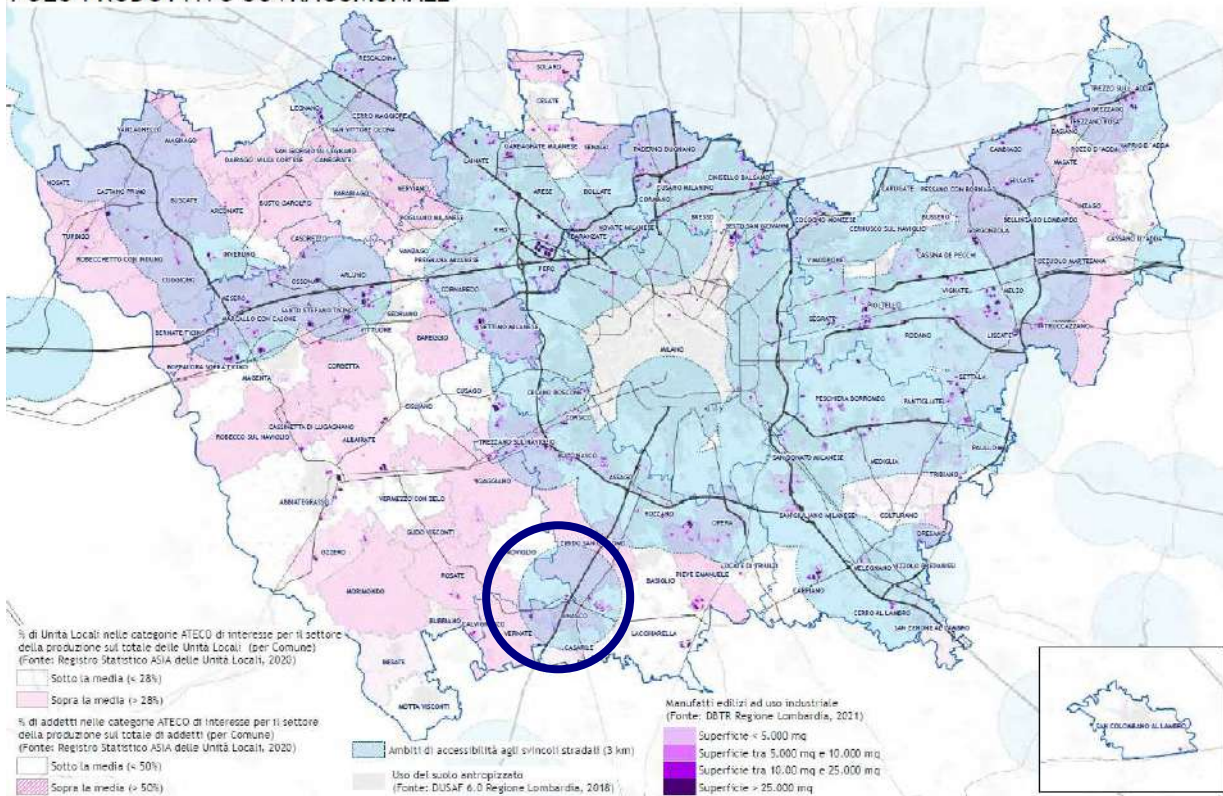 POLO PRODUTTIVO SOVRACOMUNALE
RESCALDINA
SOLARO
LEGNANO
CESATE
CERRO MAGGIORE
SAN VITTORE OLONA
VANZAGHELLO
MAGNAGO
SAN GIORGIO SU LEGNANO
DAIRAGO
VILLA CORTESE
CANEGRATE
GARBAGNATE MILANESE
SENAGO
PADERNO DUGNANO
LAINATE
TREZZO SULL'ADDA
GREZZAGO
TREZZANO ROSA
BASIANO
POZZO D'ADDA
VAPRIO D'ADDA
CAMBIAGO
MASATE
NOSATE
CASTANO PRIMO
BUSCATE
ARCONATE
BUSTO GAROLFO
PARABIAGO
NERVIANO
ARESE
BOLLATE
CUSANO MILANINO
CINISELLO BALSAMO
CORMANO
GESSATE
INZAGO
TURBIGO
ROBECCHETTO CON INDUNO
CASOREZZO
POGLIANO MILANESE
RHO
NOVATE MILANESE
BARANZATE
BRESSO
SESTO SAN GIOVANNI
COLOGNO MONZESE
CARUGATE
PESSANO CON BORNAGO
BUSSERO
CERNUSCO SUL NAVIGLIO
GORGONZOLA
BELLINZAGO LOMBARDO
CASSANO D'ADDA
INVERUNO
VANZAGO
PREGNANA MILANESE
PERO
VIMODRONE
CASSINA DE PECCHI
POZZUOLO MARTESANA
CUGGIONO
MESERO
OSSONA
ARLUNO
CORNAREDO
PIOLTELLO
VIGNATE
MELZO
SANTO STEFANO TICINO
SEDRIANO
SETTIMO MILANESE
SEGRATE
BERNATE TICINO
MARCALLO CON CASONE
VITTUONE
BAREGGIO
MILANO
RODANO
LISCATE
TRUCCAZZANO
BOFFALORA SOPRA TICINO
CORBETTA
MAGENTA
CUSAGO
CESANO BOSCONE
SETTALA
CISLIANO
CORSICO
PESCHIERA BORROMEO
PANTIGLIATE
CASSINETTA DI LUGAGNANO
ROBECCO SUL NAVIGLIO
ALBAIRATE
TREZZANO SUL NAVIGLIO
BUCCINASCO
SAN DONATO MILANESE
MEDIGLIA
PAULLO
TRIBIANO
GAGGIANO
ASSAGO
ABBIATEGRASSO
VERMEZZO CON ZELO
ROZZANO
OPERA
SAN GIULIANO MILANESE
COLTURANO
DRESANO
GUDO VISCONTI
NOVIGLIO
ZIBIDO SAN GIACOMO
OZZERO
LOCATE DI TRIULZI
MELEGNANO
VIZZOLO PREDABISSI
ROSATE
BASIGLIO
PIEVE EMANUELE
CARPIANO
MORIMONDO
CERRO AL LAMBRO
BUBBIANO
CALVIGNASCO
BINASCO
VERNATE
LACCHIARELLA
SAN ZENONE AL LAMBRO
CASARILE
BESATE
MOTTA VISCONTI
SAN COLOMBANO AL LAMBRO
% di Unità Locali nelle categorie ATECO di interesse per il settore
della produzione sul totale delle Unità Locali (per Comune)
(Fonte: Registro Statistico ASIA delle Unità Locali, 2020)
Sotto la media (< 28%)
Sopra la media (> 28%)
% di addetti nelle categorie ATECO di interesse per il settore
della produzione sul totale di addetti (per Comune)
(Fonte: Registro Statistico ASIA delle Unità Locali, 2020)
Sotto la media (< 50%)
Sopra la media (> 50%)
Ambiti di accessibilità agli svincoli stradali (3 km)
Uso del suolo antropizzato
(Fonte: DUSAF 6.0 Regione Lombardia, 2018)
Manufatti edilizi ad uso industriale
(Fonte: DBTR Regione Lombardia, 2021)
Superficie < 5.000 mq
Superficie tra 5.000 mq e 10.000 mq
Superficie tra 10.00 mq e 25.000 mq
Superficie > 25.000 mq